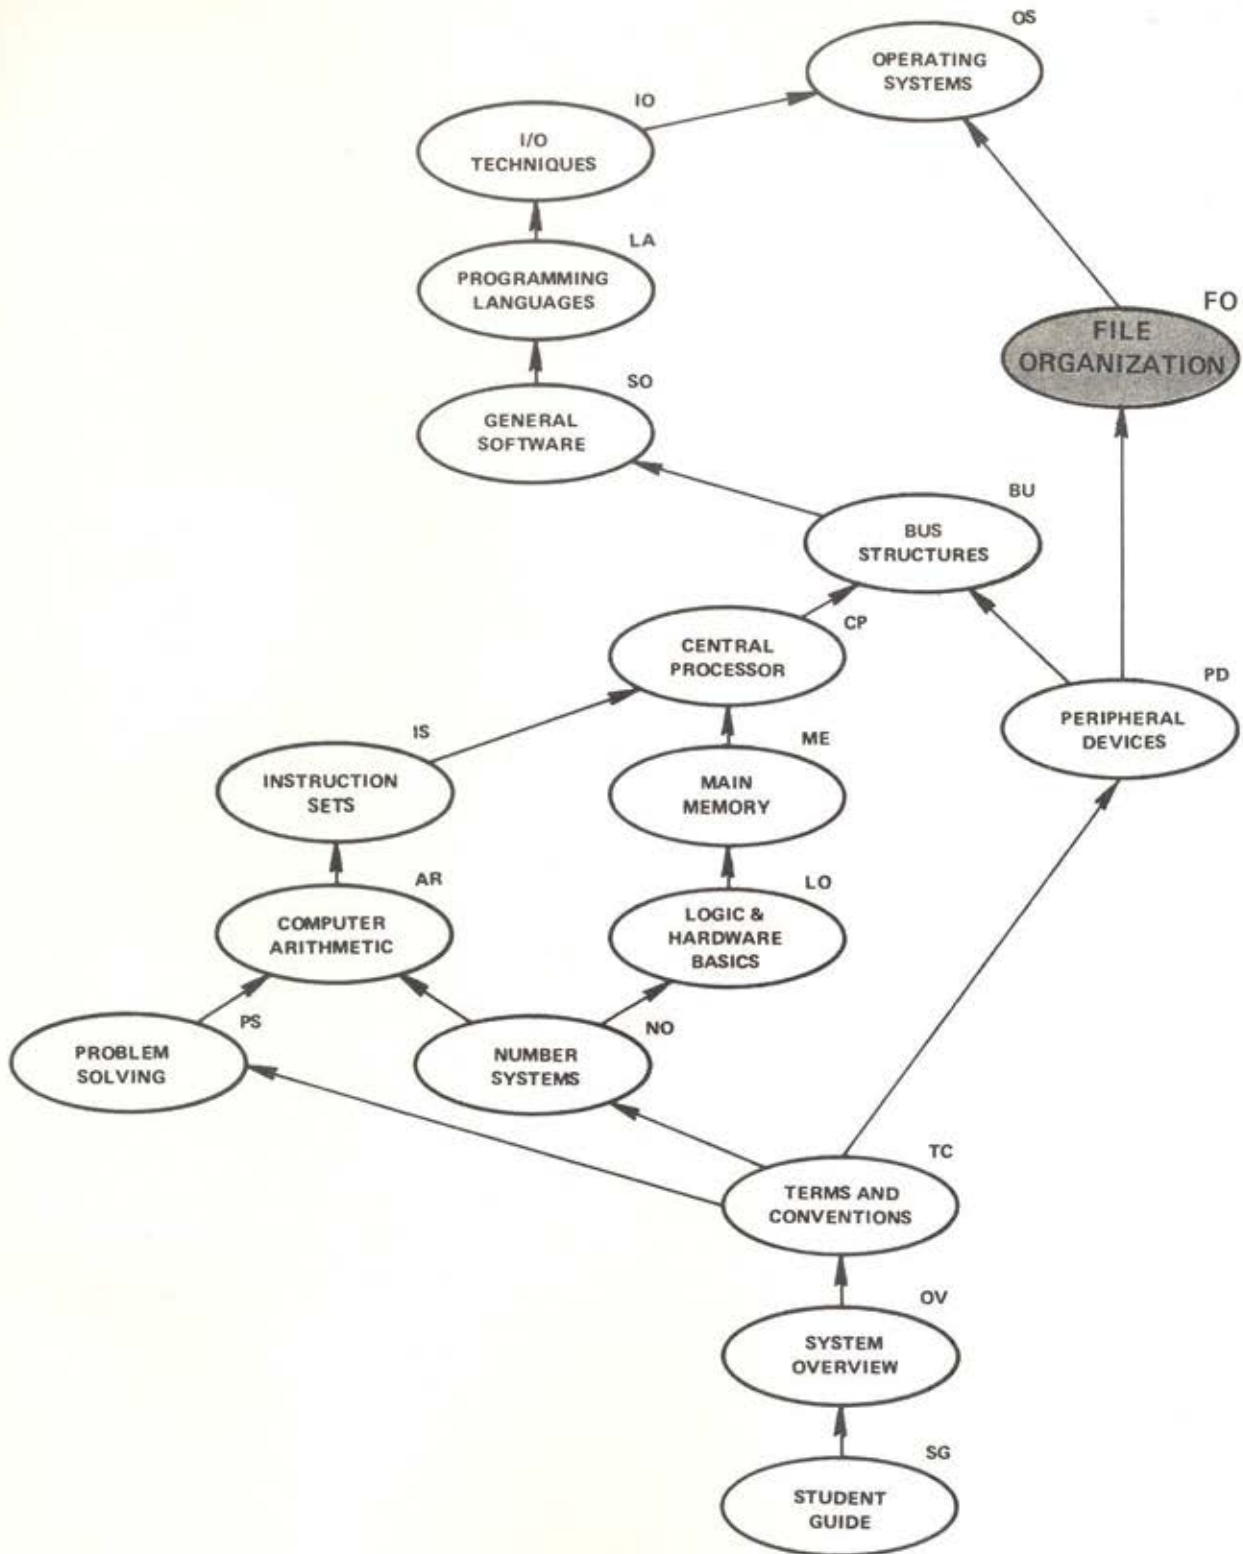 OS
OPERATING
SYSTEMS
IO
I/O
TECHNIQUES
LA
PROGRAMMING
LANGUAGES
FO
FILE
ORGANIZATION
SO
GENERAL
SOFTWARE
BU
BUS
STRUCTURES
CP
CENTRAL
PROCESSOR
PD
PERIPHERAL
DEVICES
IS
INSTRUCTION
SETS
ME
MAIN
MEMORY
AR
COMPUTER
ARITHMETIC
LO
LOGIC &
HARDWARE
BASICS
PS
PROBLEM
SOLVING
NO
NUMBER
SYSTEMS
TC
TERMS AND
CONVENTIONS
OV
SYSTEM
OVERVIEW
SG
STUDENT
GUIDE